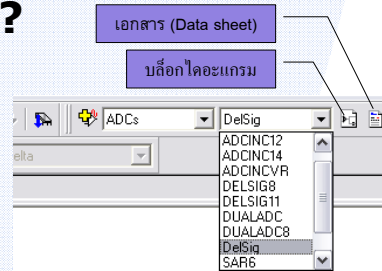 ?
เอกสาร (Data sheet)
บล็อกไดอะแกรม
ADCs
DelSig
elta
ADCINC12
ADCINC14
ADCINCVR
DELSIG8
DELSIG11
DUALADC
DUALADC8
DelSig
SAR6